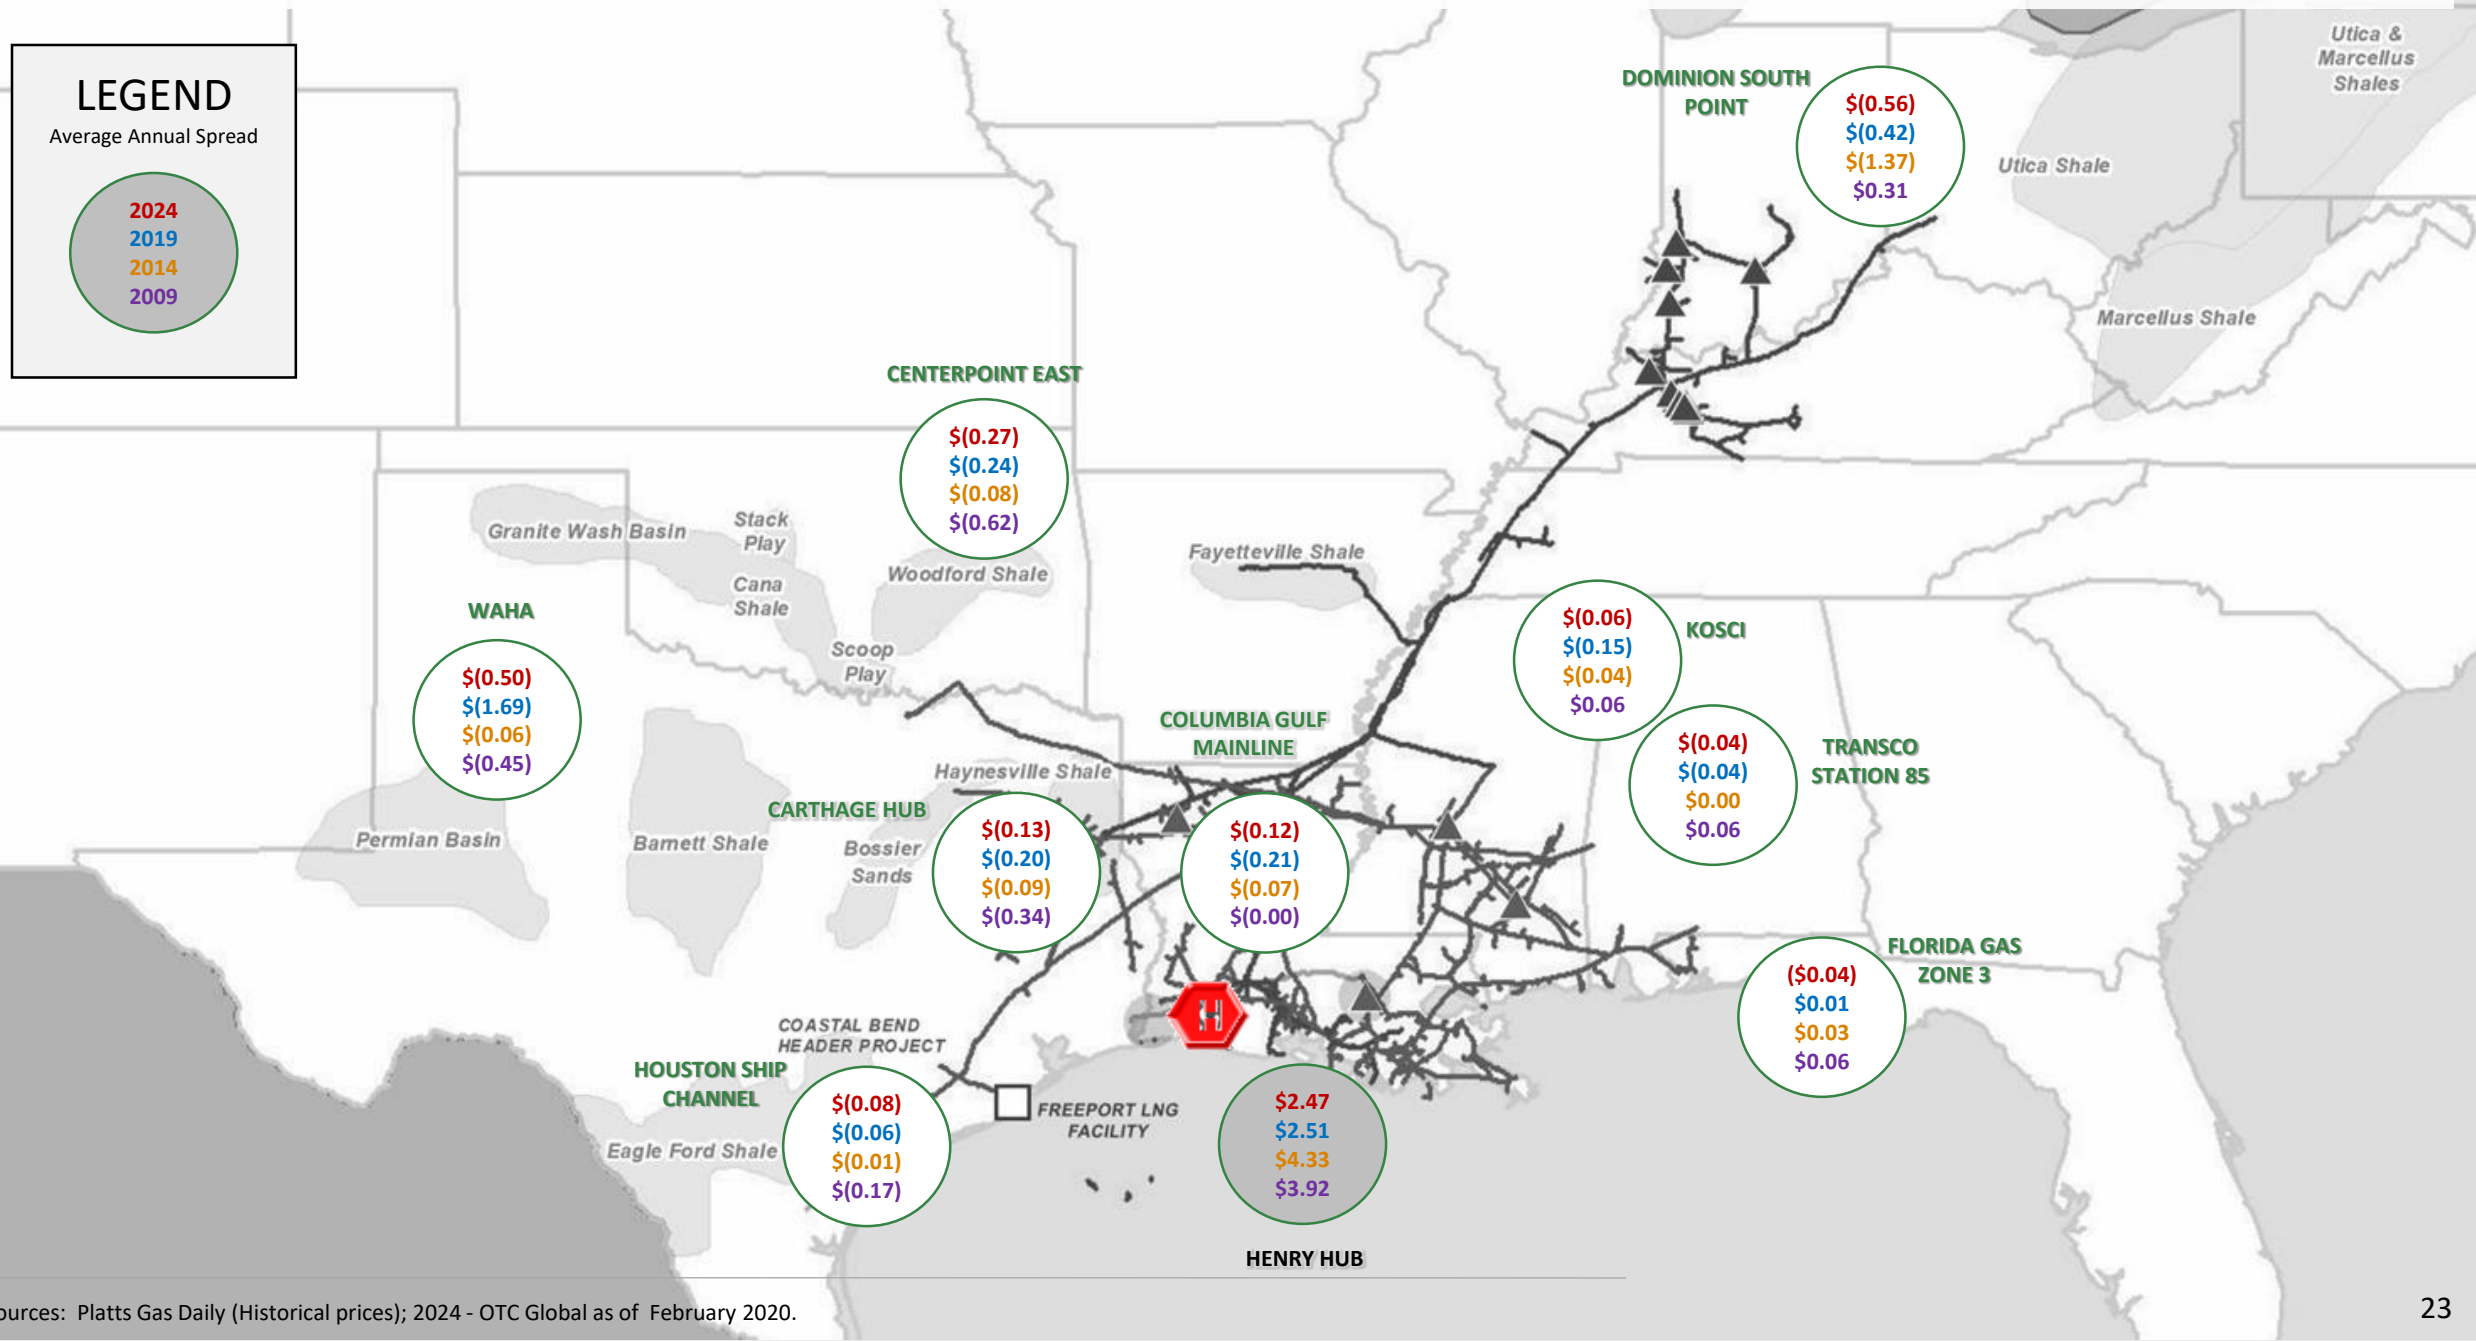 LEGEND
Average Annual Spread
2024
2019
2014
2009
DOMINION SOUTH
POINT
$(0.56)
$(0.42)
$(1.37)
$0.31
Utica &
Marcellus
Shales
Utica Shale
Marcellus Shale
CENTERPOINT EAST
$(0.27)
$(0.24)
$(0.08)
$(0.62)
Granite Wash Basin
Stack
Play
Cana
Shale
Woodford Shale
Scoop
Play
Fayetteville Shale
WAHA
$(0.50)
$(1.69)
$(0.06)
$(0.45)
KOSCI
$(0.06)
$(0.15)
$(0.04)
$0.06
TRANSCO
STATION 85
$(0.04)
$(0.04)
$0.00
$0.06
COLUMBIA GULF
MAINLINE
$(0.12)
$(0.21)
$(0.07)
$(0.00)
Haynesville Shale
CARTHAGE HUB
$(0.13)
$(0.20)
$(0.09)
$(0.34)
Permian Basin
Barnett Shale
Bossier
Sands
FLORIDA GAS
ZONE 3
($0.04)
$0.01
$0.03
$0.06
H
COASTAL BEND
HEADER PROJECT
HOUSTON SHIP
CHANNEL
$(0.08)
$(0.06)
$(0.01)
$(0.17)
Eagle Ford Shale
FREEPORT LNG
FACILITY
$2.47
$2.51
$4.33
$3.92
HENRY HUB
ources: Platts Gas Daily (Historical prices); 2024 - OTC Global as of February 2020.
23